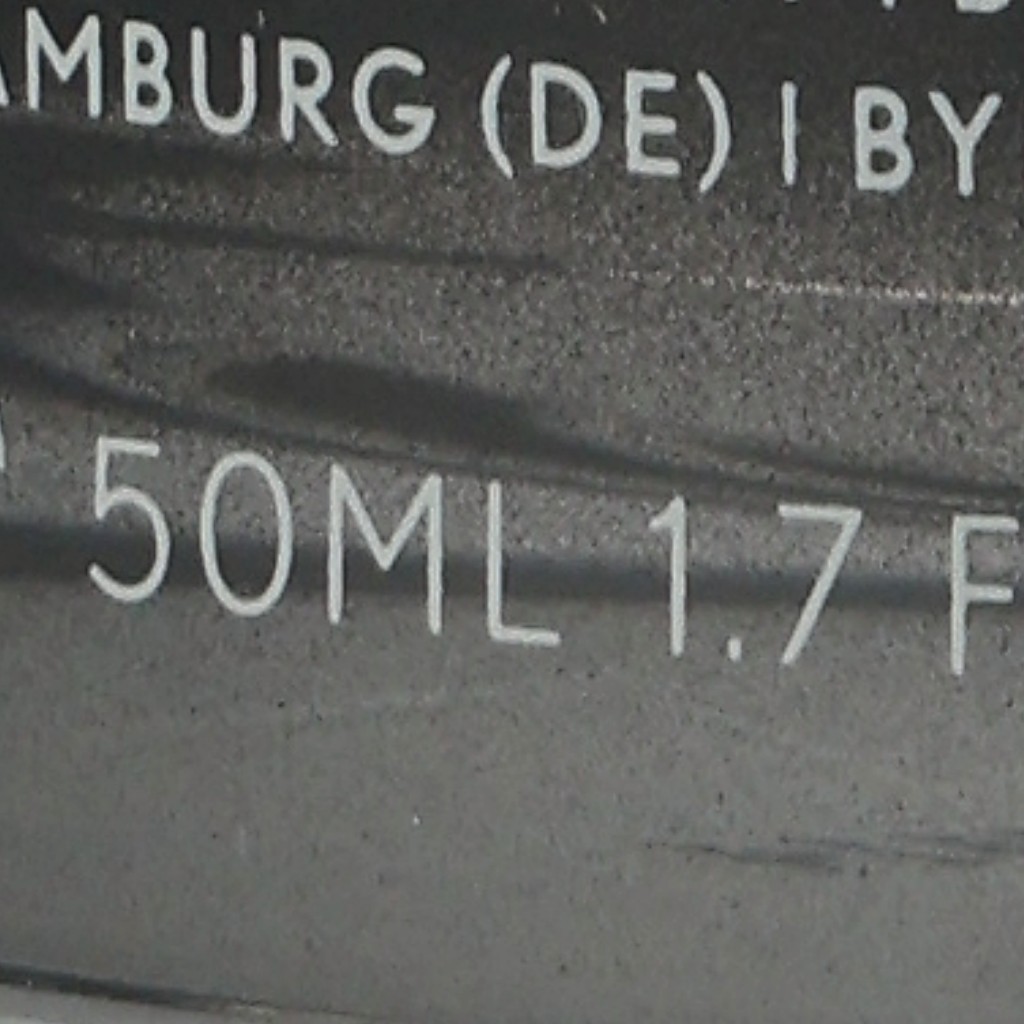 AMBURG (DE) | BY
50ML 1.7 F